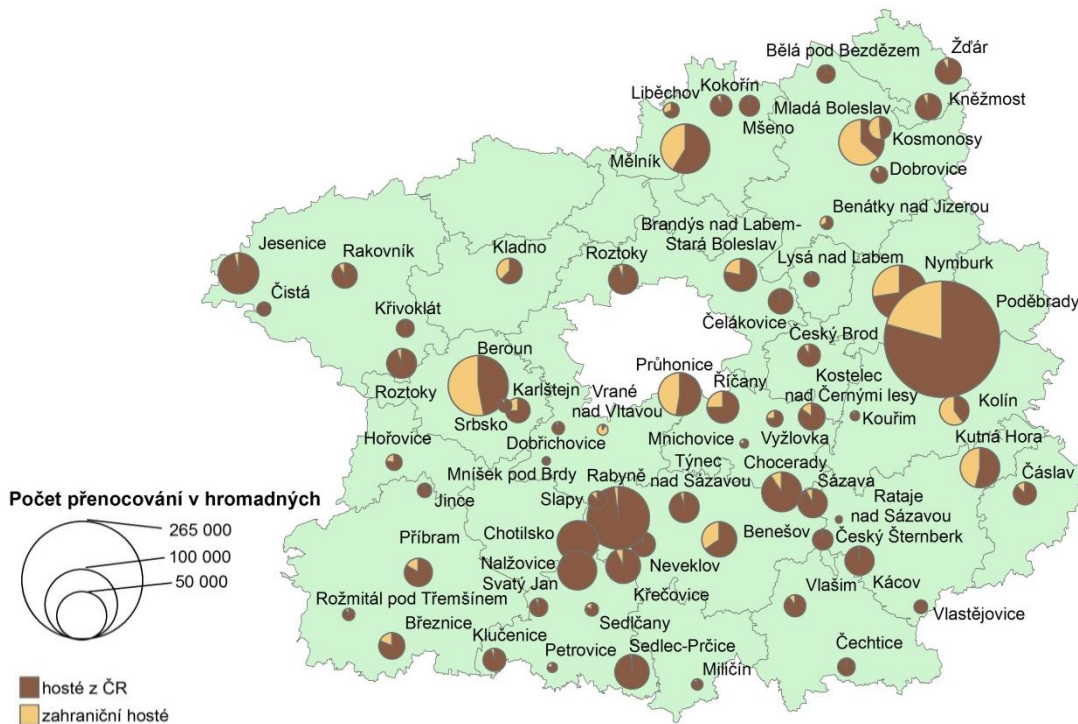 Bělá pod Bezdězem
Žďár
Liběchov
Kokořín
Mšeno
Mladá Boleslav
Kněžmost
Kosmonosy
Mělník
Dobrovice
Benátky nad Jizerou
Brandýs nad Labem-
Stará Boleslav
Lysá nad Labem
Nymburk
Jesenice
Rakovník
Kladno
Roztoky
Poděbrady
Čistá
Křivoklát
Čelákovice
Český Brod
Beroun
Průhonice
Říčany
Kostelec
nad Černými lesy
Roztoky
Karlštejn
Vrané
nad Vltavou
Kouřim
Kolín
Srbsko
Dobřichovice
Mnichovice
Vyžlovka
Hořovice
Mníšek pod Brdy
Rabyně
Týnec
nad Sázavou
Chocerady
Kutná Hora
Čáslav
Sázava
Jince
Slapy
Rataje
nad Sázavou
Počet přenocování v hromadných
265 000
100 000
50 000
Chotilsko
Benešov
Český Šternberk
Příbram
Nalžovice
Neveklov
Kácov
Svatý Jan
Křečovice
Vlašim
Vlastějovice
Rožmitál pod Třemšínem
Březnice
Sedlčany
Klučenice
Petrovice
Sedlec-Prčice
Miličín
Čechtice
hosté z ČR
zahraniční hosté